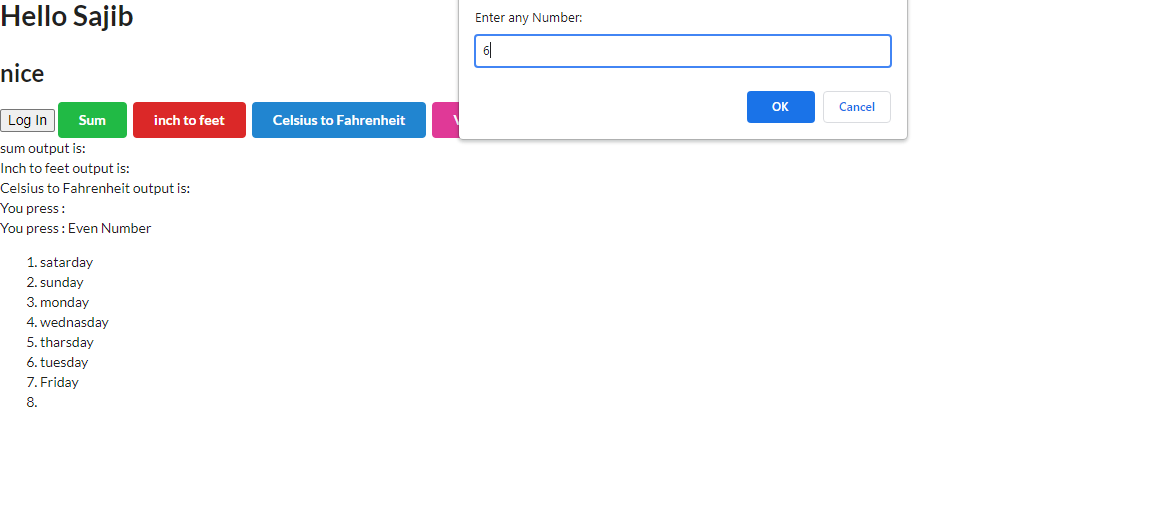 Hello Sajib
Enter any Number:
6
nice
OK Cancel
Log In Sum inch to feet Celsius to Fahrenheit
sum output is:
Inch to feet output is:
Celsius to Fahrenheit output is:
You press :
You press : Even Number
1. satarday
2. sunday
3. monday
4. wednasday
5. tharsday
6. tuesday
7. Friday
8.